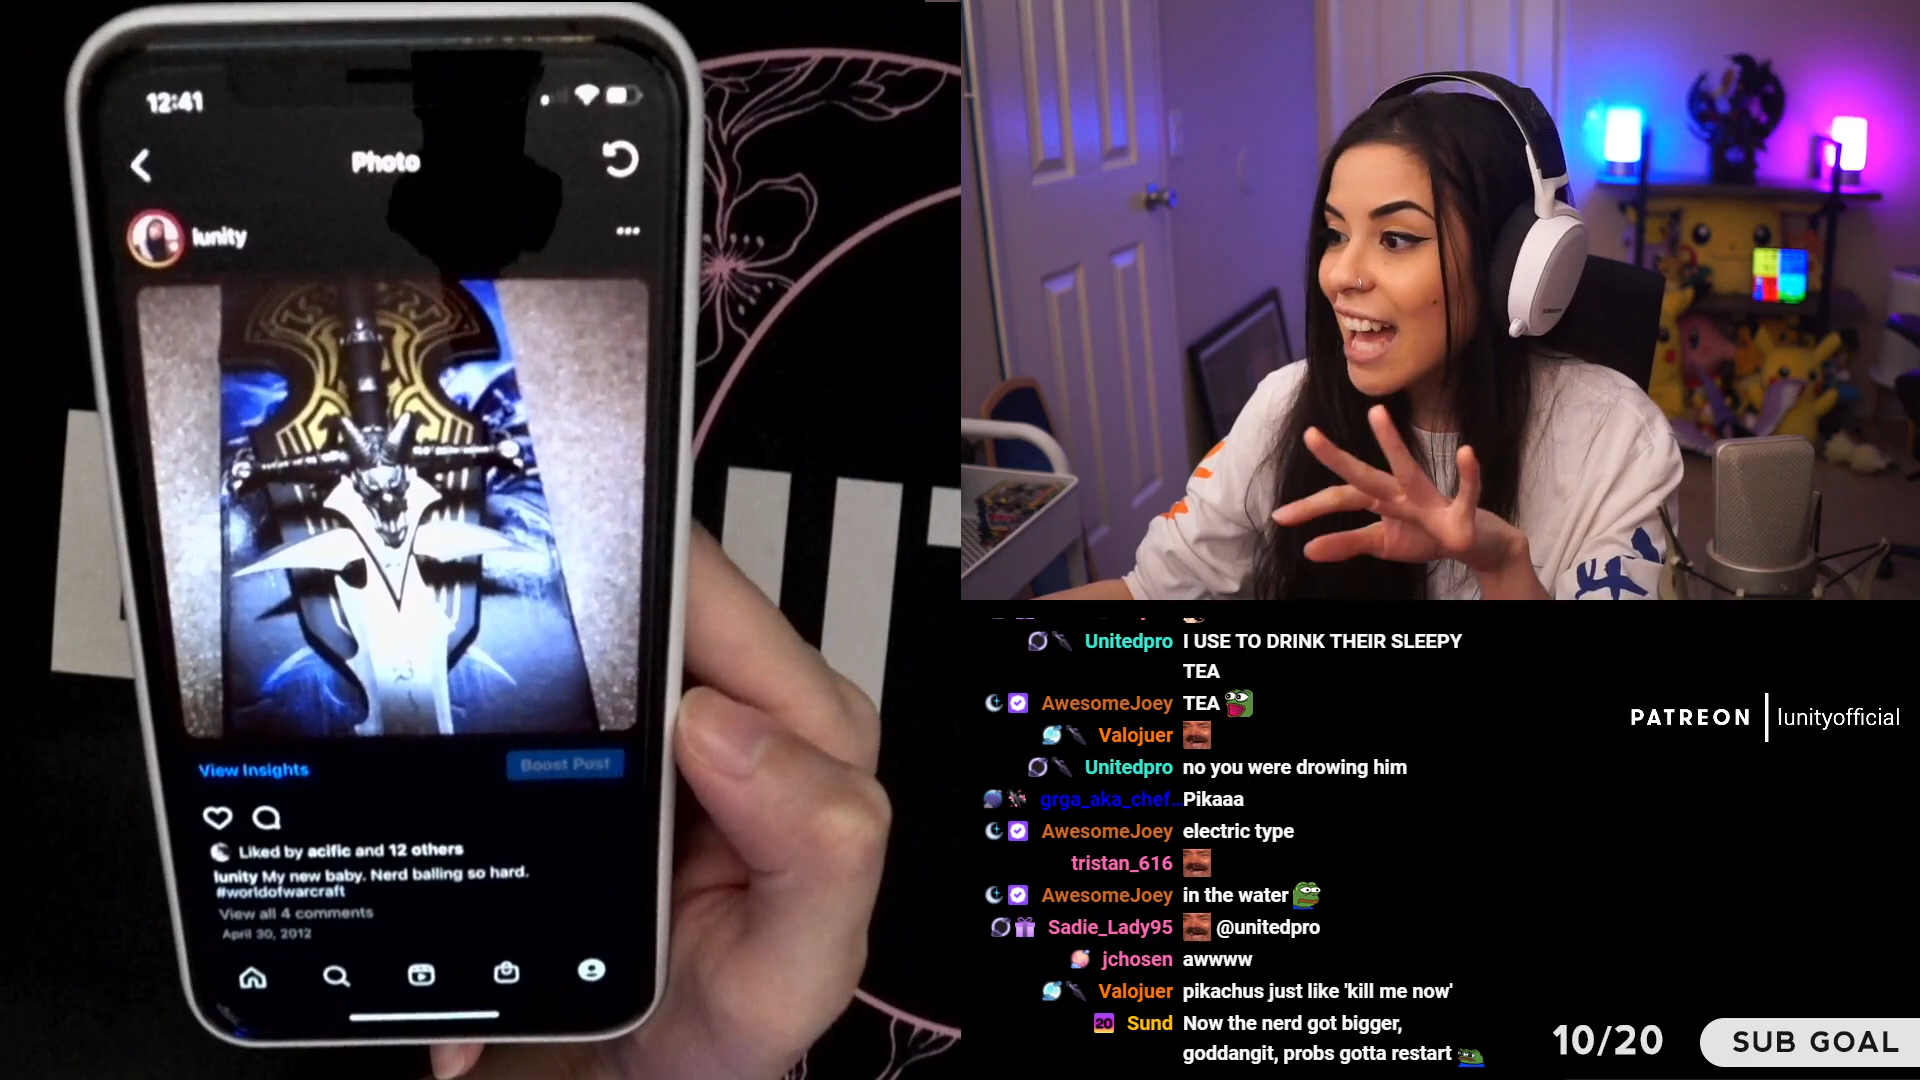 12:41
Photo
lunity
View Insights
Boost Post
Liked by acific and 12 others
lunity My new baby. Nerd balling so hard.
#worldofwarcraft
View all 4 comments
April 30, 2012
Unitedpro I USE TO DRINK THEIR SLEEPY
TEA
AwesomeJoey TEA
Valojuer
Unitedpro no you were drowing him
grga_aka_chef... Pikaaa
AwesomeJoey electric type
tristan_616
AwesomeJoey in the water
Sadie_Lady95 @unitedpro
jchosen awwww
Valojuer pikachus just like 'kill me now'
20 Sund Now the nerd got bigger,
goddangit, probs gotta restart
PATREON | lunityofficial
10/20 SUB GOAL